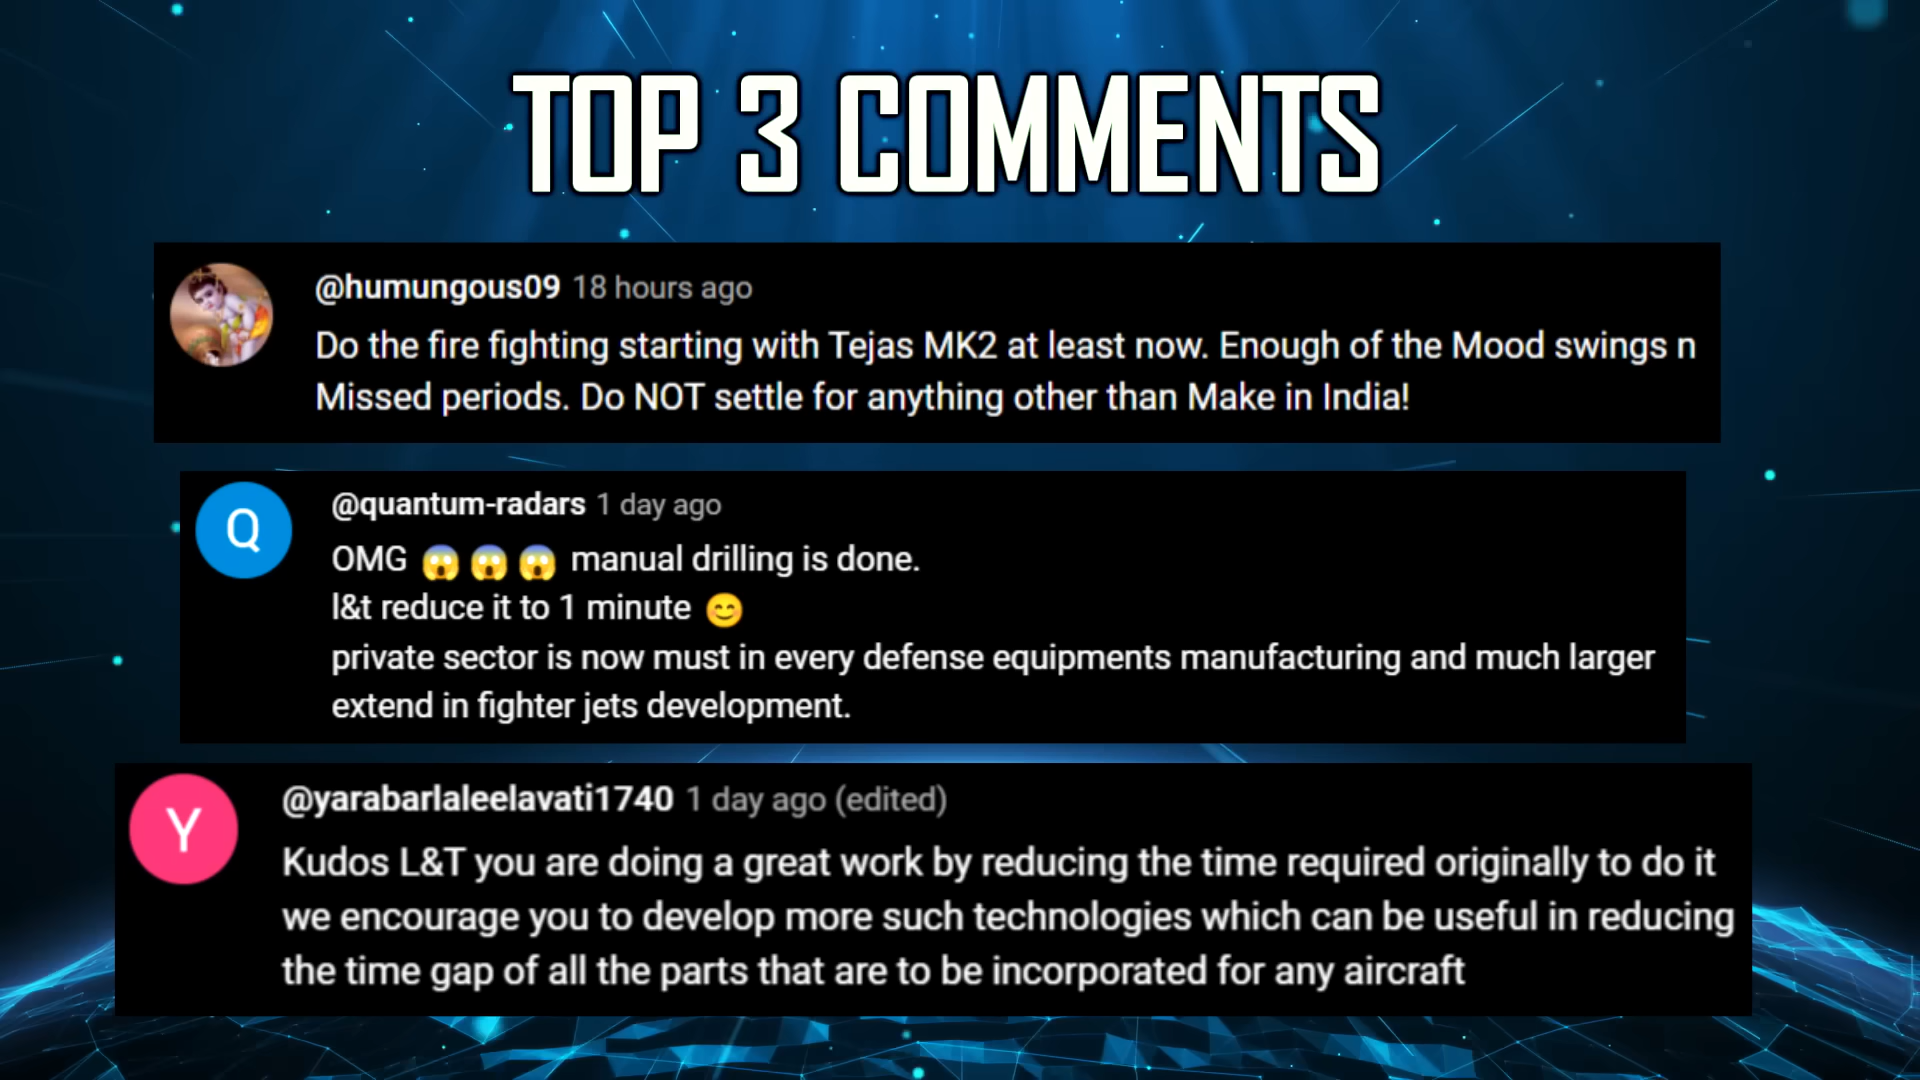 TOP 3 COMMENTS
@humungous09 18 hours ago
Do the fire fighting starting with Tejas MK2 at least now. Enough of the Mood swings n
Missed periods. Do NOT settle for anything other than Make in India!
Q
@quantum-radars 1 day ago
OMG 😱 😱 😱 manual drilling is done.
l&t reduce it to 1 minute 😊
private sector is now must in every defense equipments manufacturing and much larger
extend in fighter jets development.
Y
@yarabarlaleelavati1740 1 day ago (edited)
Kudos L&T you are doing a great work by reducing the time required originally to do it
we encourage you to develop more such technologies which can be useful in reducing
the time gap of all the parts that are to be incorporated for any aircraft